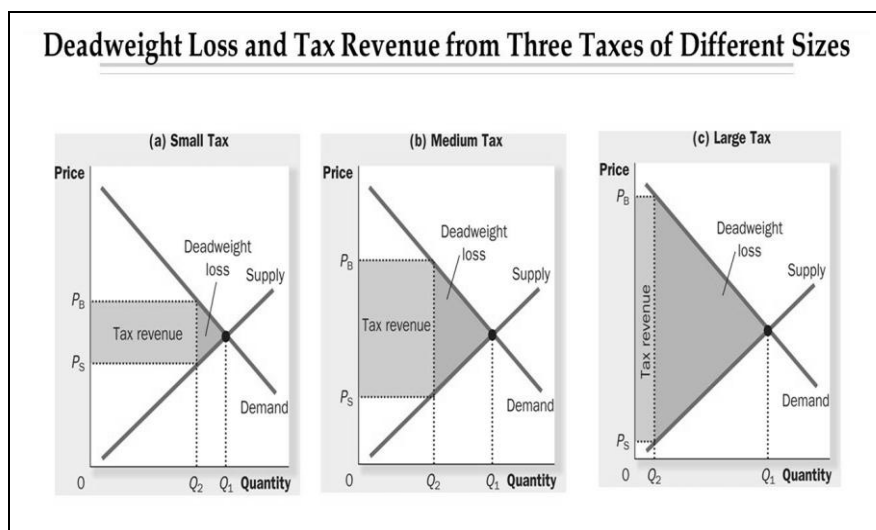 Deadweight Loss and Tax Revenue from Three Taxes of Different Sizes
(a) Small Tax
Price
Deadweight
loss
Supply
P_B
Tax revenue
P_S
Demand
0
Q_2
Q_1
Quantity
(b) Medium Tax
Price
Deadweight
loss
Supply
P_B
Tax revenue
P_S
Demand
0
Q_2
Q_1
Quantity
(c) Large Tax
Price
P_B
Deadweight
loss
Supply
Tax revenue
Demand
P_S
0
Q_2
Q_1
Quantity